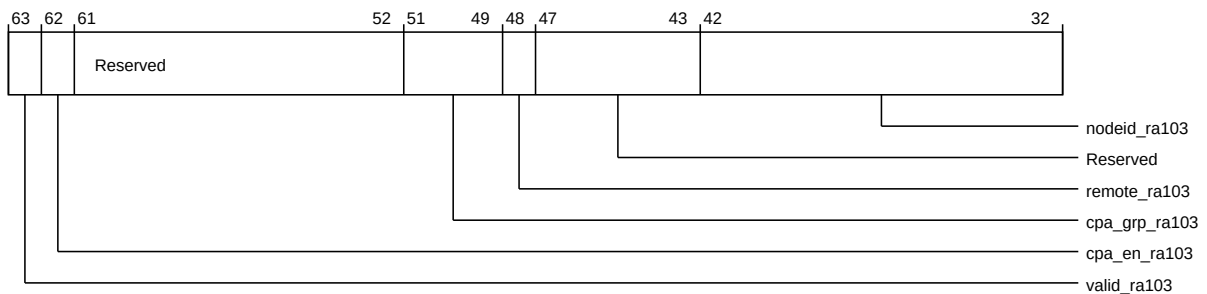 63 62 61 52 51 49 48 47 43 42 32
Reserved
nodeid_ra103
Reserved
remote_ra103
cpa_grp_ra103
cpa_en_ra103
valid_ra103